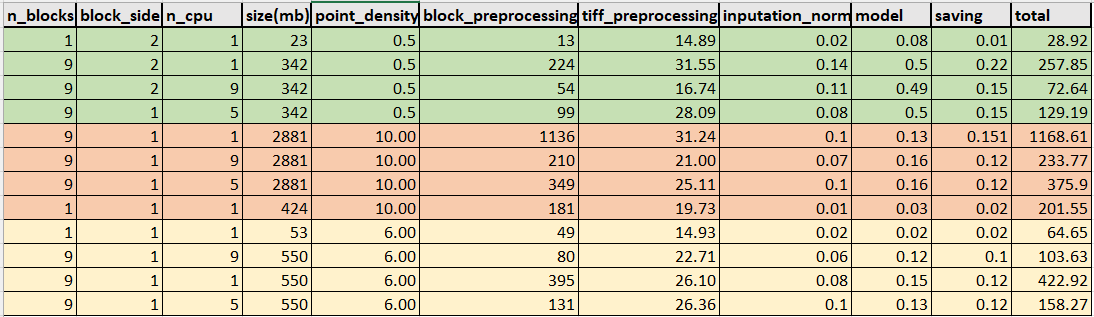 n_blocks block_side n_cpu size(mb) point_density block_preprocessing tiff_preprocessing inputation_norm model saving total
1 2 1 23 0.5 13 14.89 0.02 0.08 0.01 28.92
9 2 1 342 0.5 224 31.55 0.14 0.5 0.22 257.85
9 2 9 342 0.5 54 16.74 0.11 0.49 0.15 72.64
9 1 5 342 0.5 99 28.09 0.08 0.5 0.15 129.19
9 1 1 2881 10.00 1136 31.24 0.1 0.13 0.151 1168.61
9 1 9 2881 10.00 210 21.00 0.07 0.16 0.12 233.77
9 1 5 2881 10.00 349 25.11 0.1 0.16 0.12 375.9
1 1 1 424 10.00 181 19.73 0.01 0.03 0.02 201.55
1 1 1 53 6.00 49 14.93 0.02 0.02 0.02 64.65
9 1 9 550 6.00 80 22.71 0.06 0.12 0.1 103.63
9 1 1 550 6.00 395 26.10 0.08 0.15 0.12 422.92
9 1 5 550 6.00 131 26.36 0.1 0.13 0.12 158.27